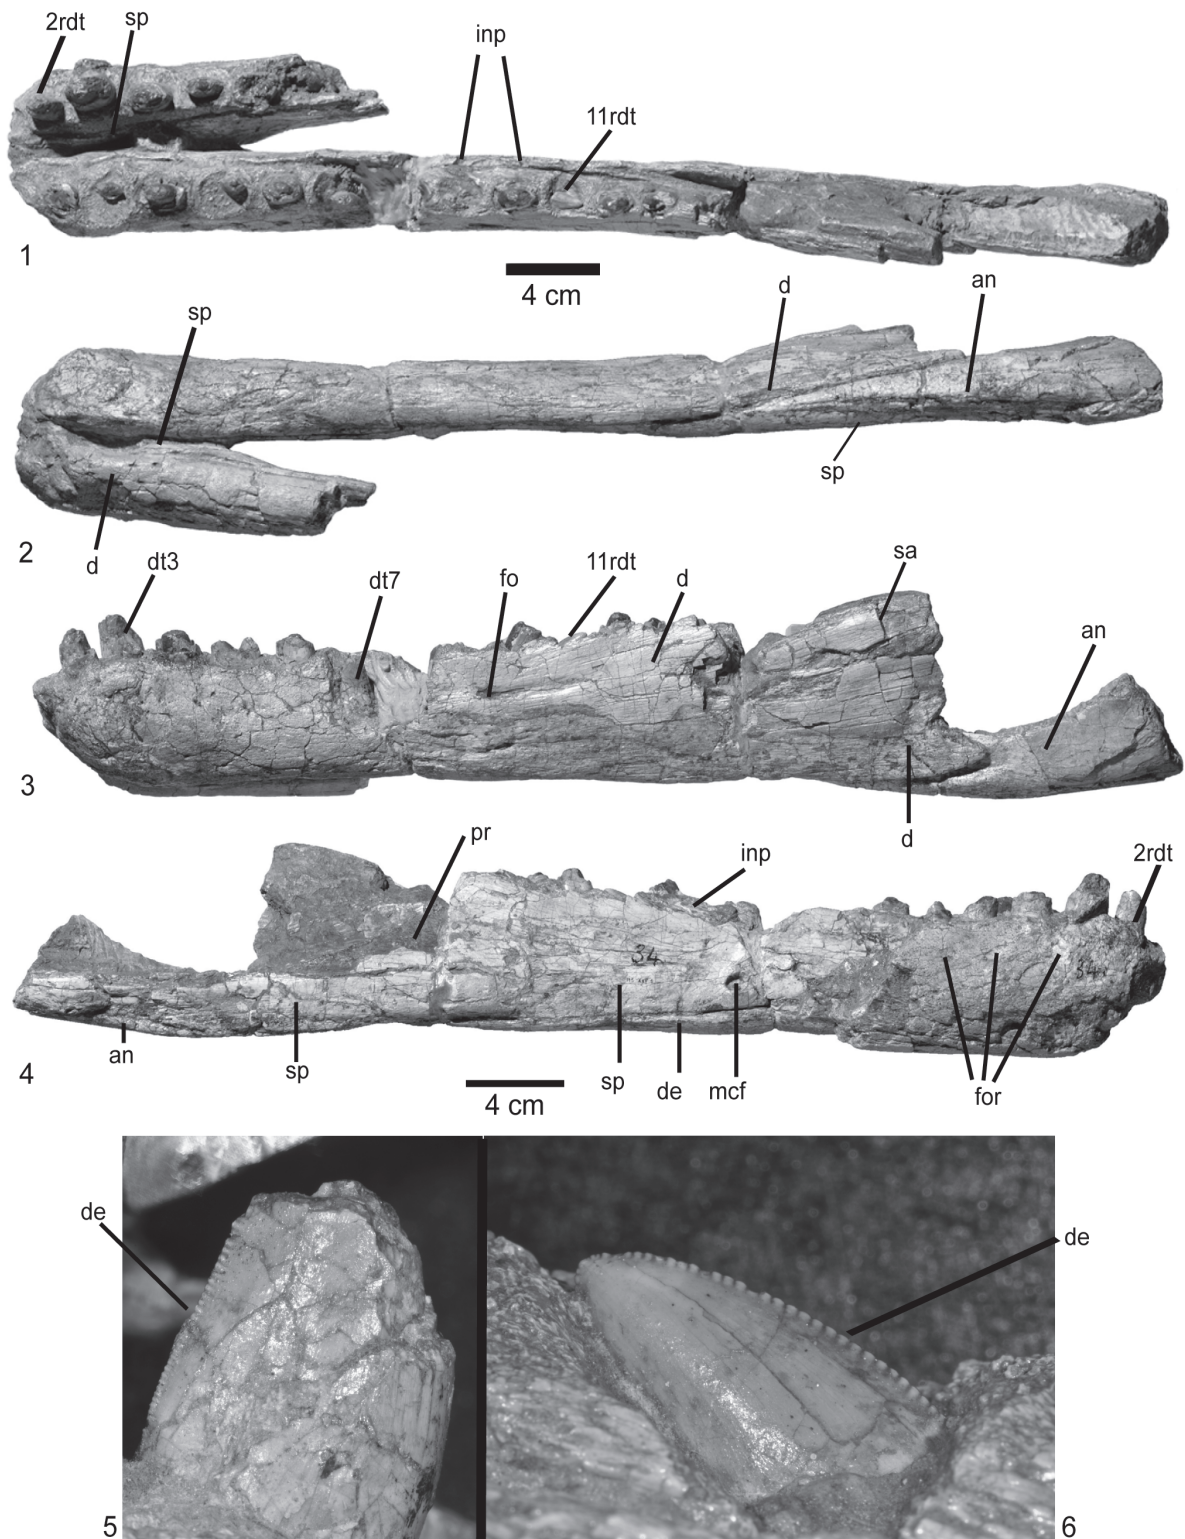 2rdt sp inp
11rdt
1
4 cm
sp d an
sp
2 d
dt3 dt7 fo 11rdt d sa an
3 d
pr inp 2rdt
34 34
an sp sp de mcf for
4
4 cm
de de
5 6